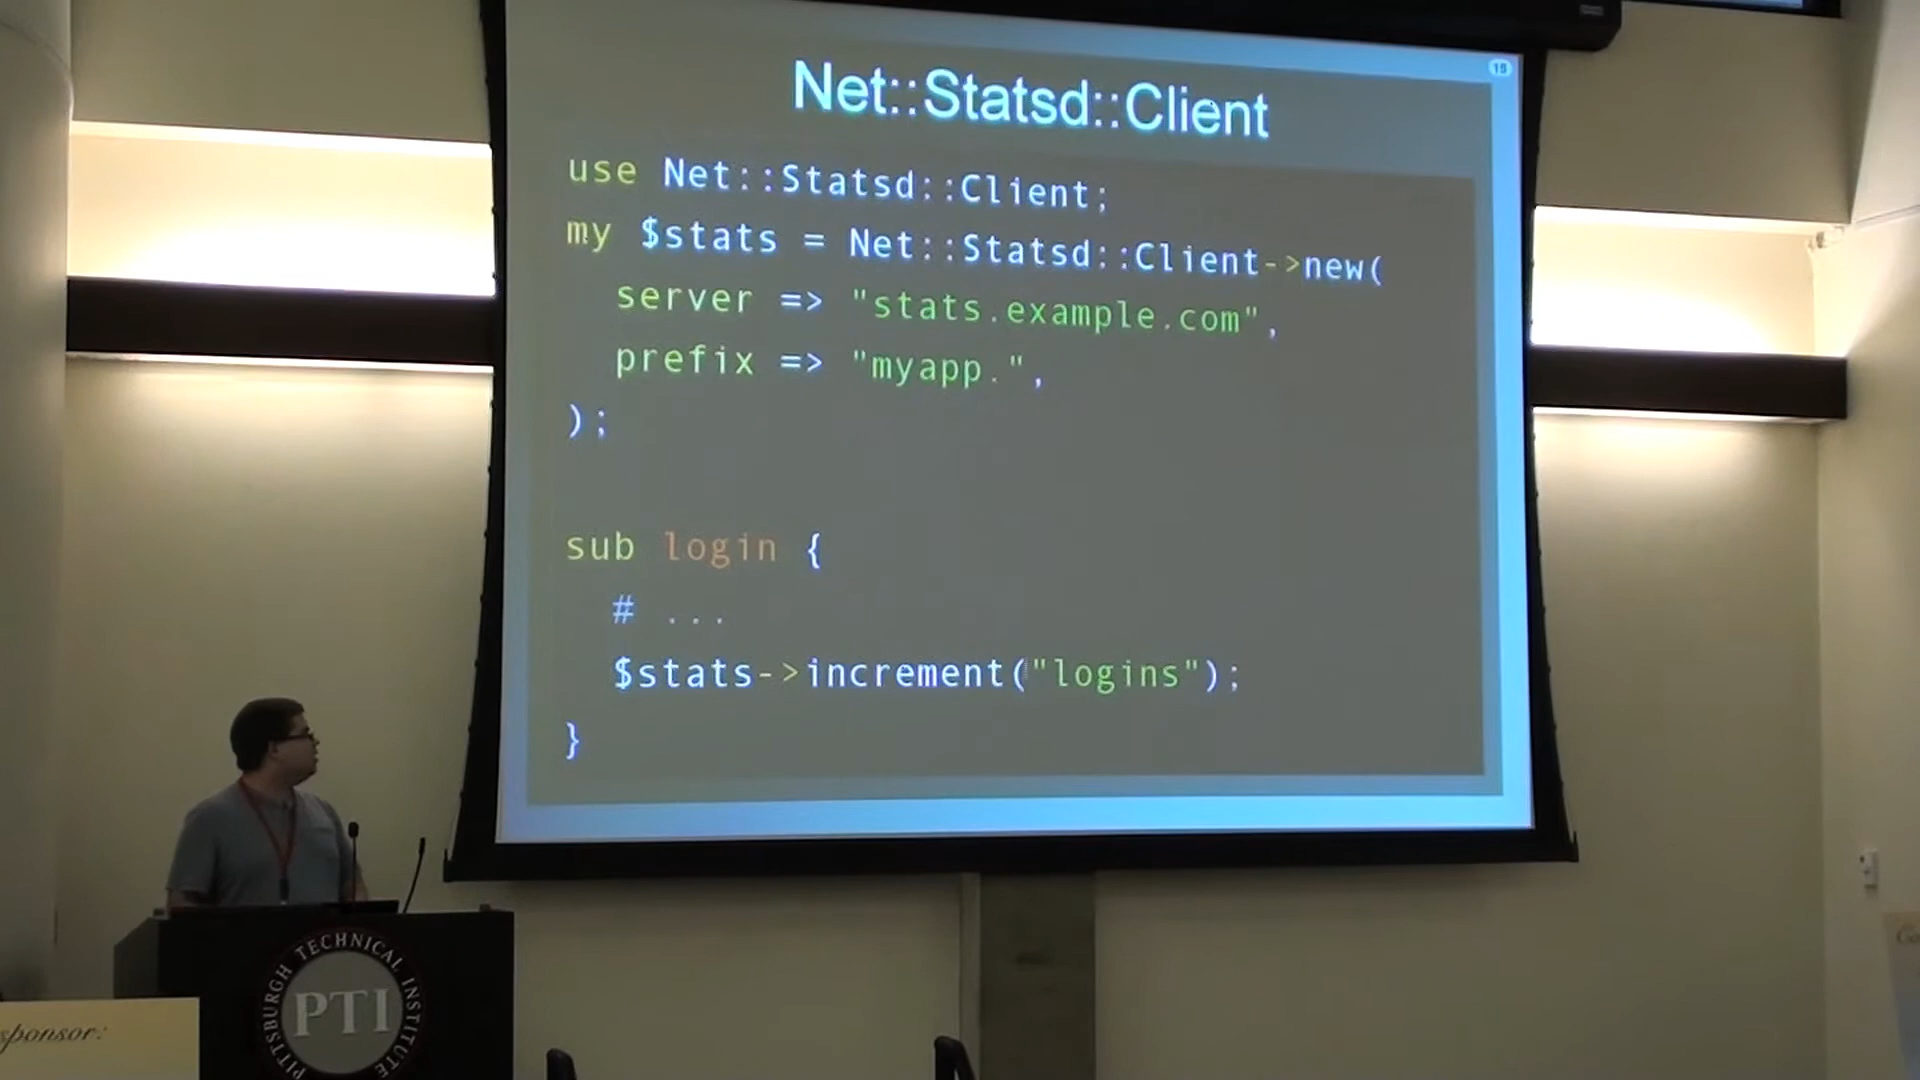 19
Net::Statsd::Client
use Net::Statsd::Client;
my $stats = Net::Statsd::Client->new(
server => "stats.example.com",
prefix => "myapp.",
);
sub login {
# ...
$stats->increment("logins");
}
PITTSBURGH TECHNICAL INSTITUTE
PTI
sponsor: